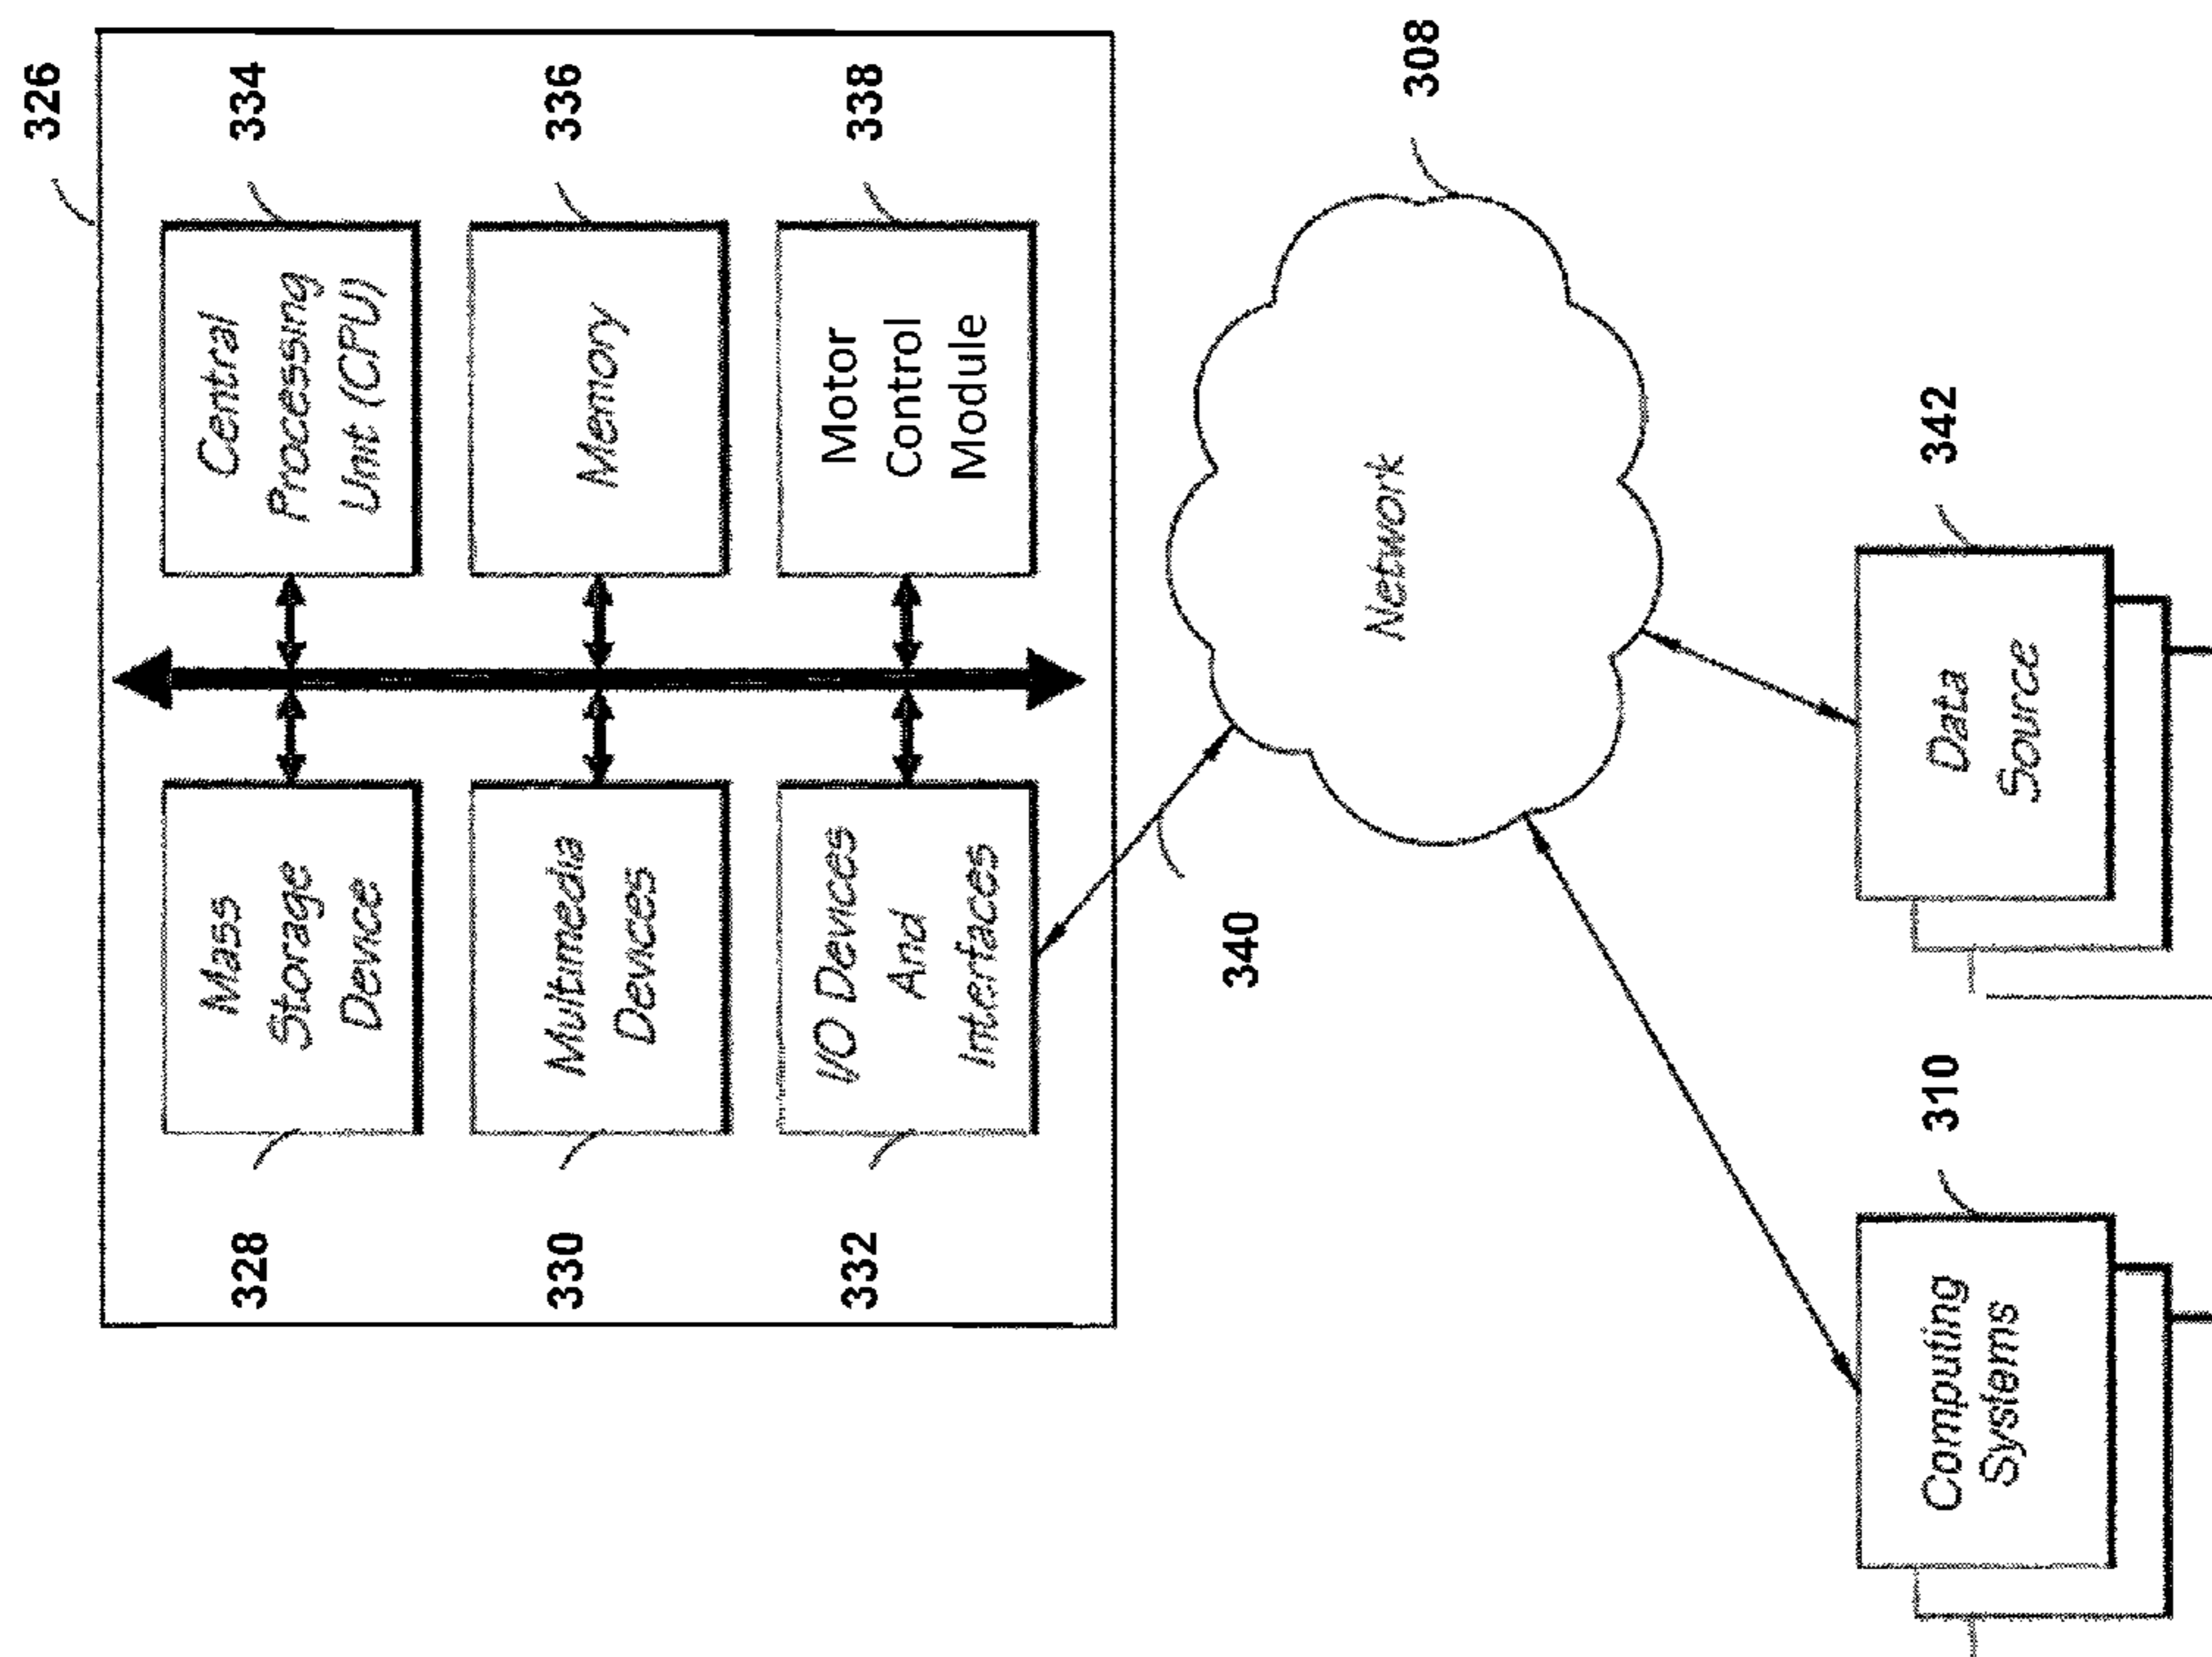 326
328
Mass
Storage
Device
Central
Processing
Unit (CPU)
334
330
Multimedia
Devices
Memory
336
332
I/O Devices
And
Interfaces
Motor
Control
Module
338
340
Network
308
310
Computing
Systems
342
Data
Source